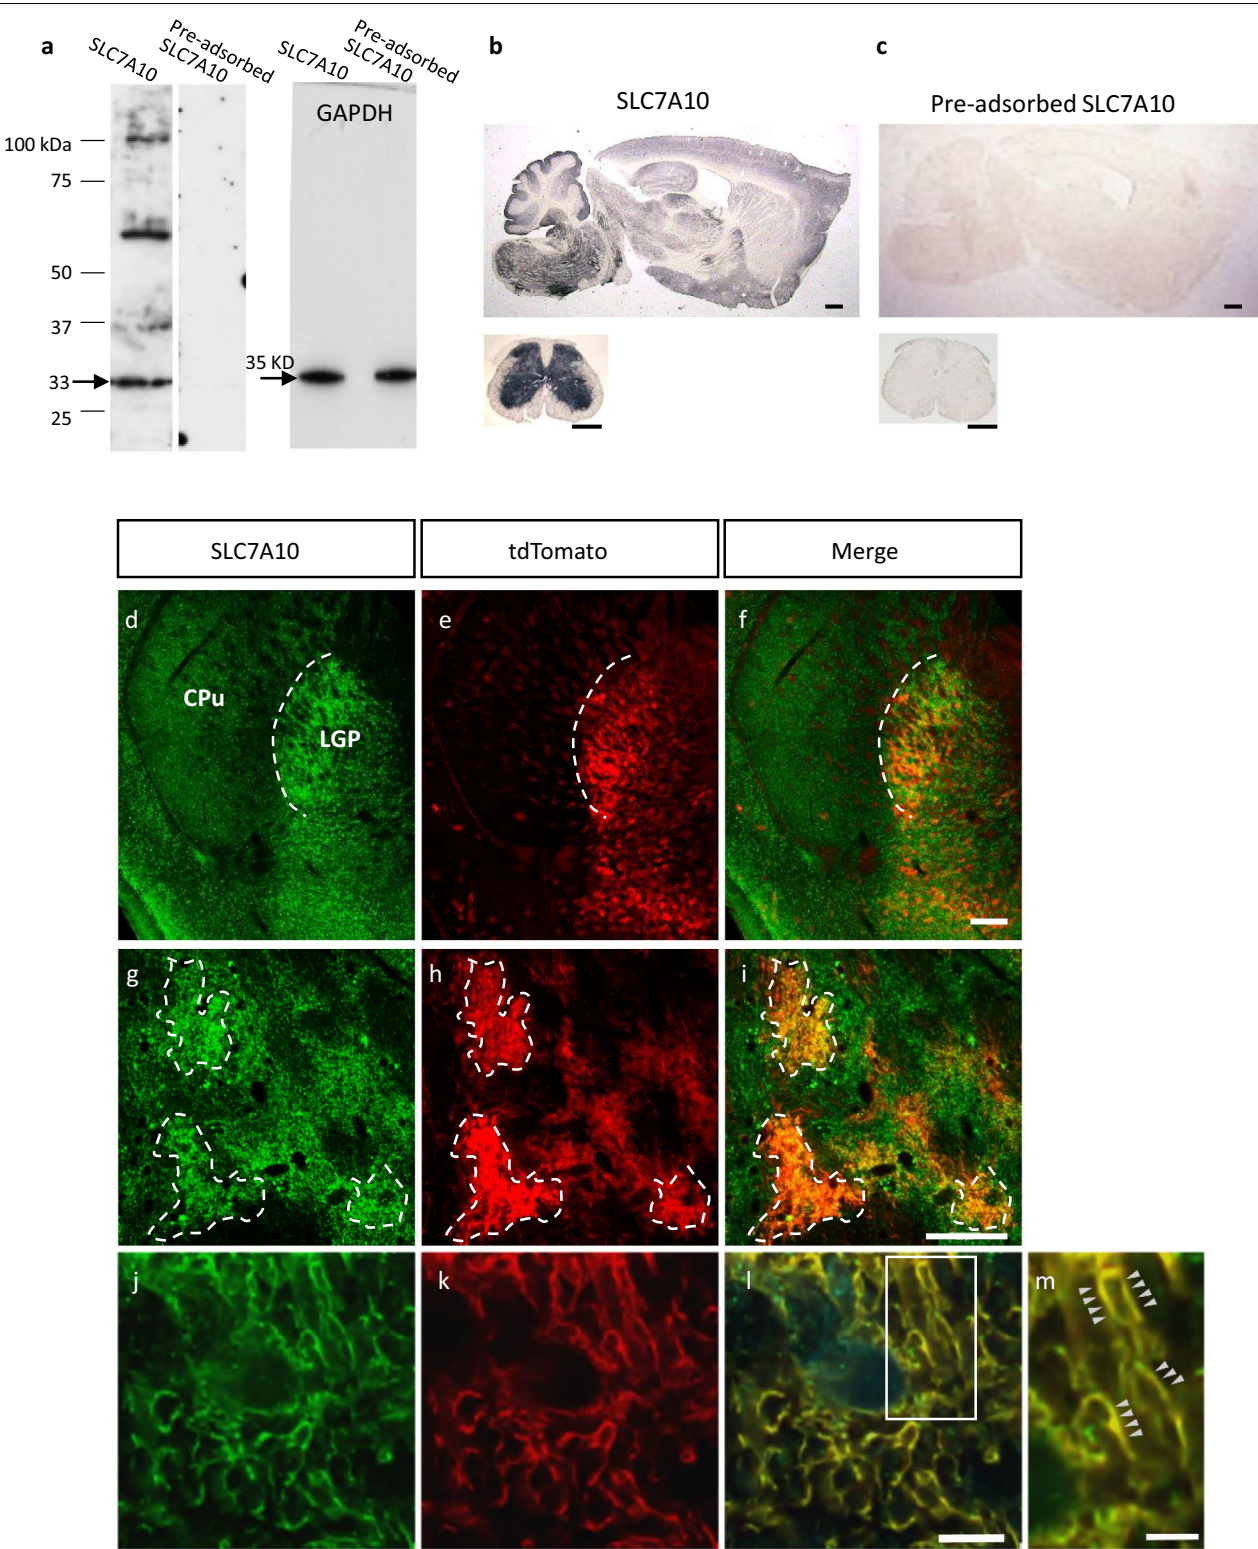 a
SLC7A10
Pre-adsorbed
SLC7A10
SLC7A10
Pre-adsorbed
SLC7A10
GAPDH
100 kDa
75
50
37
33
25
35 KD
b
SLC7A10
c
Pre-adsorbed SLC7A10
SLC7A10
tdTomato
Merge
d
CPu
LGP
e
f
g
h
i
j
k
l
m